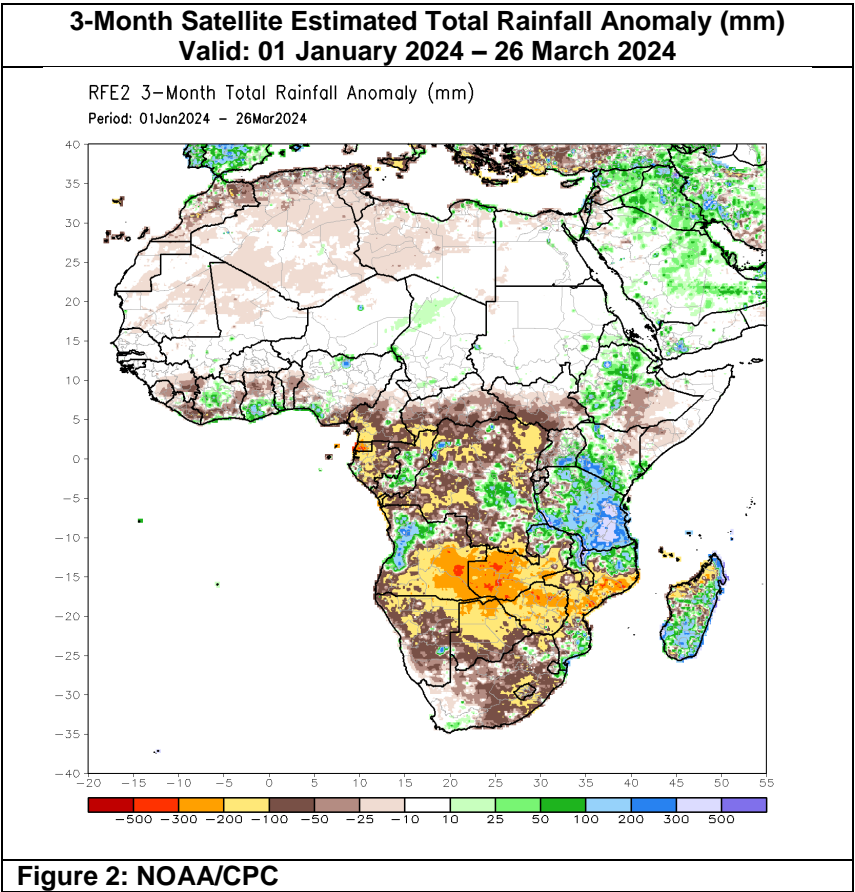 3-Month Satellite Estimated Total Rainfall Anomaly (mm)
Valid: 01 January 2024 – 26 March 2024
RFE2 3-Month Total Rainfall Anomaly (mm)
Period: 01Jan2024 - 26Mar2024
40
35
30
25
20
15
10
5
0
-5
-10
-15
-20
-25
-30
-35
-40
-20 -15 -10 -5 0 5 10 15 20 25 30 35 40 45 50 55
-500 -300 -200 -100 -50 -25 -10 10 25 50 100 200 300 500
Figure 2: NOAA/CPC